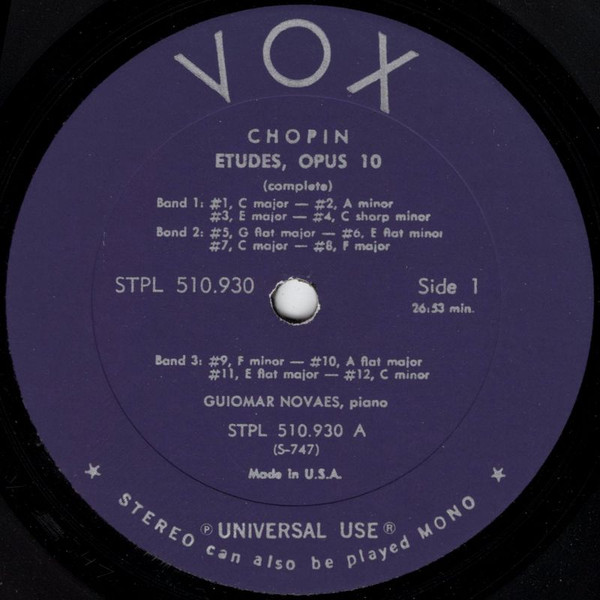 VOX
CHOPIN
ETUDES, OPUS 10
(complete)
Band 1: #1, C major — #2, A minor
#3, E major — #4, C sharp minor
Band 2: #5, G flat major — #6, E flat minor
#7, C major — #8, F major
STPL 510.930
Side 1
26:53 min.
Band 3: #9, F minor — #10, A flat major
#11, E flat major — #12, C minor
GUIOMAR NOVAES, piano
STPL 510.930 A
(S-747)
Made in U.S.A.
℗ UNIVERSAL USE ®
★ STEREO can also be played MONO ★